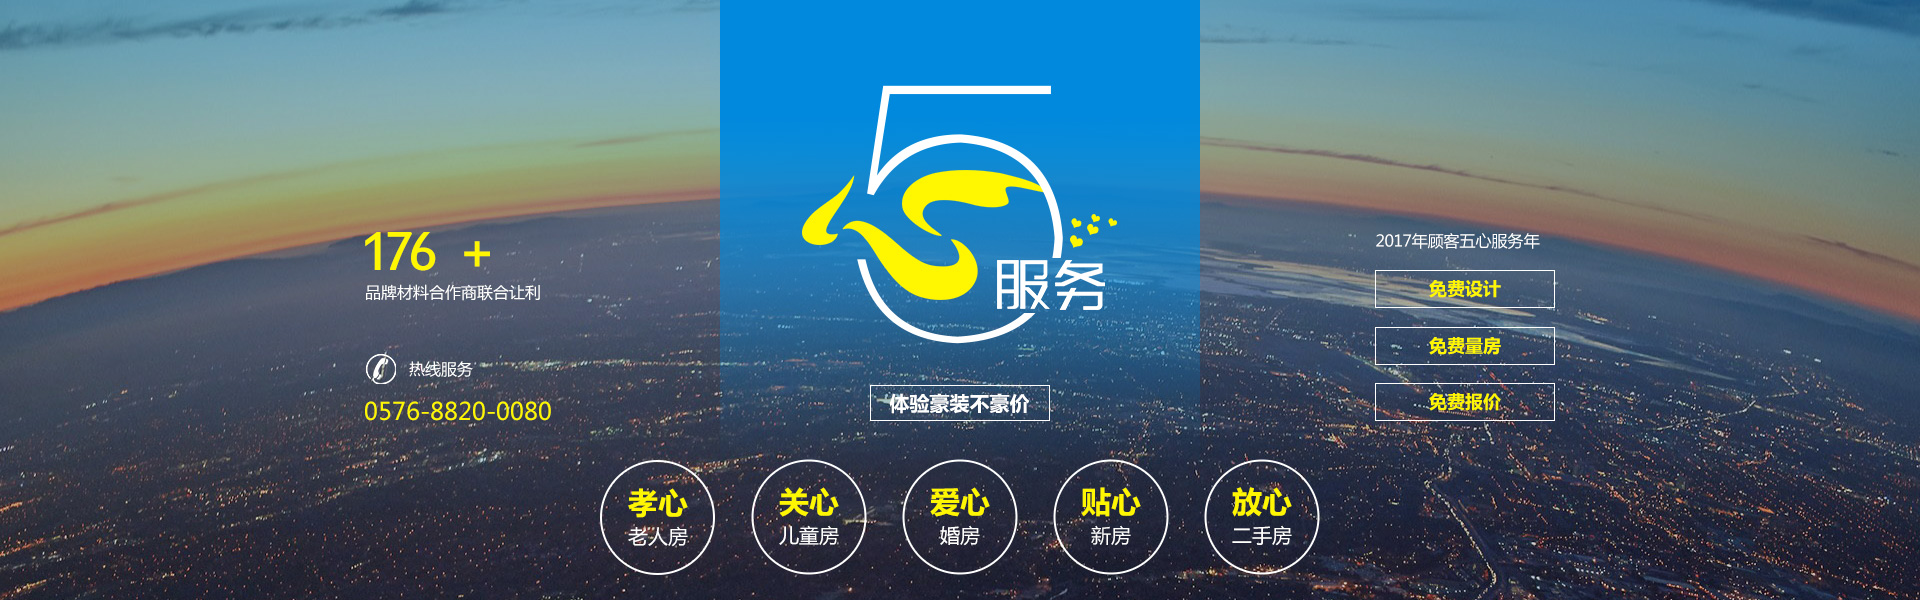 176 +
品牌材料合作商联合让利
热线服务
0576-8820-0080
5
服务
体验豪装不豪价
2017年顾客五心服务年
免费设计
免费量房
免费报价
孝心
老人房
关心
儿童房
爱心
婚房
贴心
新房
放心
二手房